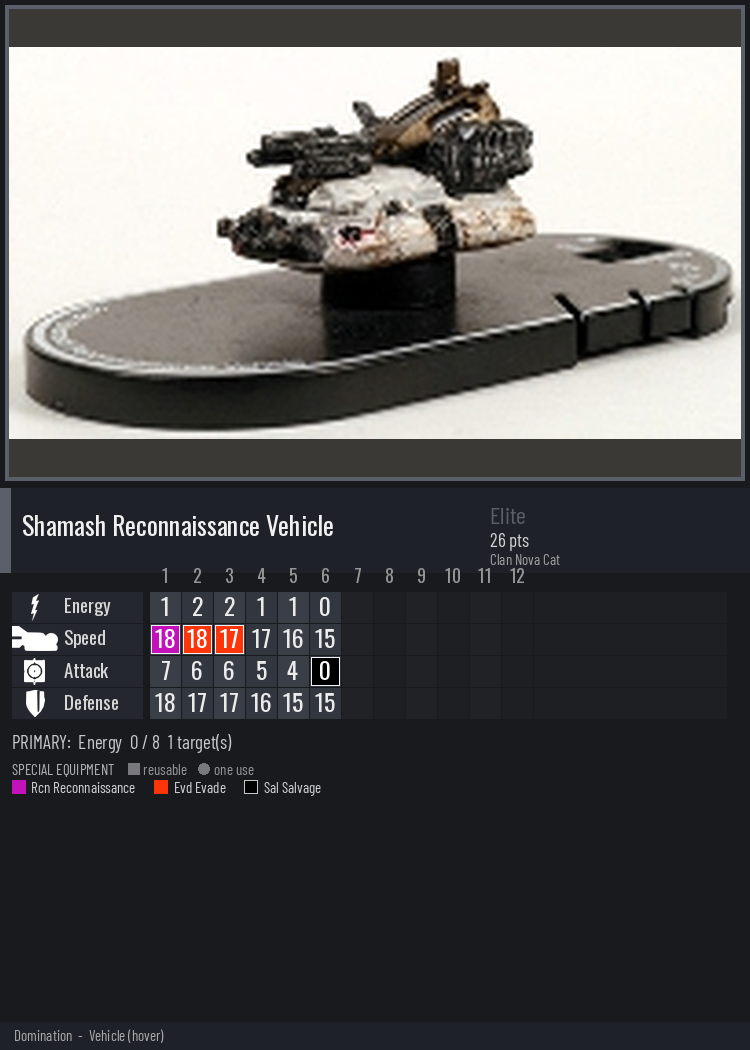 Shamash Reconnaissance Vehicle
Elite
26 pts
Clan Nova Cat
1 2 3 4 5 6 7 8 9 10 11 12
Energy 1 2 2 1 1 0
Speed 18 18 17 17 16 15
Attack 7 6 6 5 4 0
Defense 18 17 17 16 15 15
PRIMARY: Energy 0 / 8 1 target(s)
SPECIAL EQUIPMENT reusable one use
Rcn Reconnaissance Evd Evade Sal Salvage
Domination - Vehicle (hover)